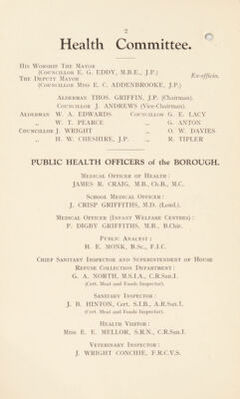 2
Health Committee.
HIS WORSHIP THE MAYOR
(COUNCILLOR E. G. EDDY, M.B.E., J.P.)
THE DEPUTY MAYOR
(COUNCILLOR MISS E. C. ADDENBROOKE, J.P.)
Ex-officio.
ALDERMAN THOS. GRIFFIN, J.P. (Chairman).
COUNCILLOR J. ANDREWS (Vice-Chairman).
ALDERMAN W. A. EDWARDS COUNCILLOR G. E. LACY
„ W. T. PEARCE „ G. ANTON
COUNCILLOR J. WRIGHT „ O. W. DAVIES
„ H. W. CHESHIRE, J.P. „ R. TIPLER
PUBLIC HEALTH OFFICERS of the BOROUGH.
MEDICAL OFFICER OF HEALTH:
JAMES R. CRAIG, M.B., Ch.B., M.C.
SCHOOL MEDICAL OFFICER:
J. CRISP GRIFFITHS, M.D. (Lond.).
MEDICAL OFFICER (INFANT WELFARE CENTRES):
P. DIGBY GRIFFITHS, M.B., B.Chir.
PUBLIC ANALYST:
H. E. MONK, B.Sc., F.I.C.
CHIEF SANITARY INSPECTOR AND SUPERINTENDENT OF HOUSE
REFUSE COLLECTION DEPARTMENT:
G. A. NORTH, M.S.I.A., C.R.San.I.
(Cert. Meat and Foods Inspector).
SANITARY INSPECTOR:
J. B. HINTON, Cert. S.I.B., A.R.San.I.
(Cert. Meat and Foods Inspector).
HEALTH VISITOR:
Miss E. E. MELLOR, S.R.N., C.R.San.I.
VETERINARY INSPECTOR:
J. WRIGHT CONCHIE, F.R.C.V.S.